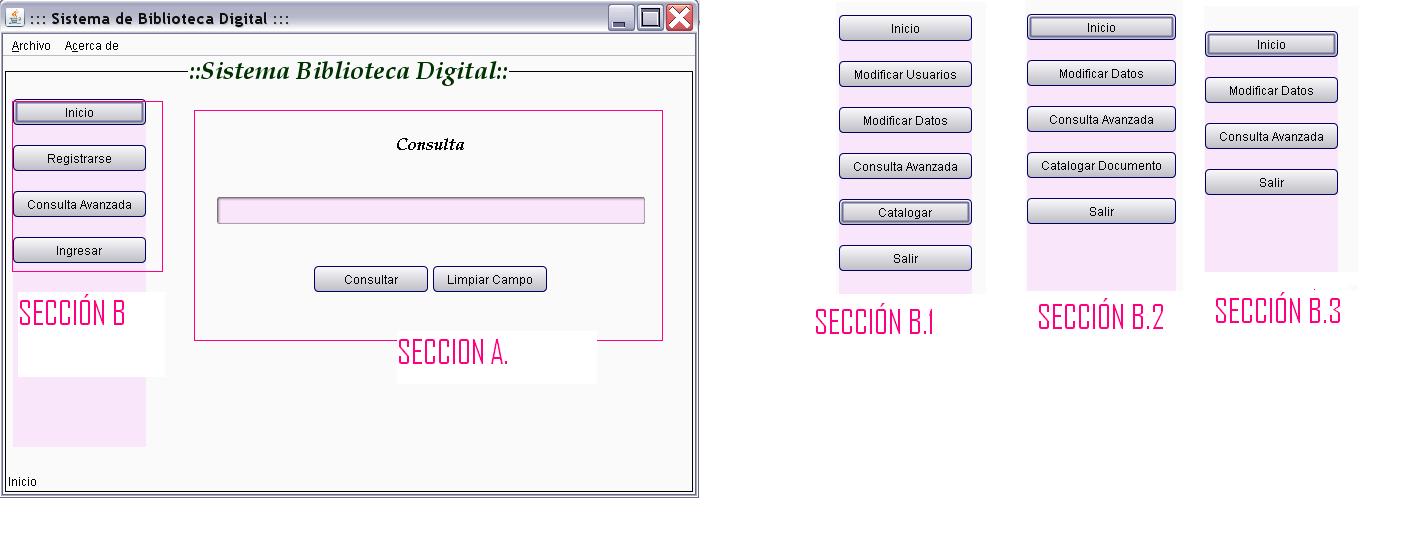 ::: Sistema de Biblioteca Digital :::
Archivo Acerca de
::Sistema Biblioteca Digital::
Inicio
Registrarse
Consulta Avanzada
Ingresar
SECCIÓN B
Consulta
Consultar Limpiar Campo
SECCION A.
Inicio
Inicio
Modificar Usuarios
Modificar Datos
Consulta Avanzada
Catalogar
Salir
SECCIÓN B.1
Inicio
Modificar Datos
Consulta Avanzada
Catalogar Documento
Salir
SECCIÓN B.2
Inicio
Modificar Datos
Consulta Avanzada
Salir
SECCIÓN B.3